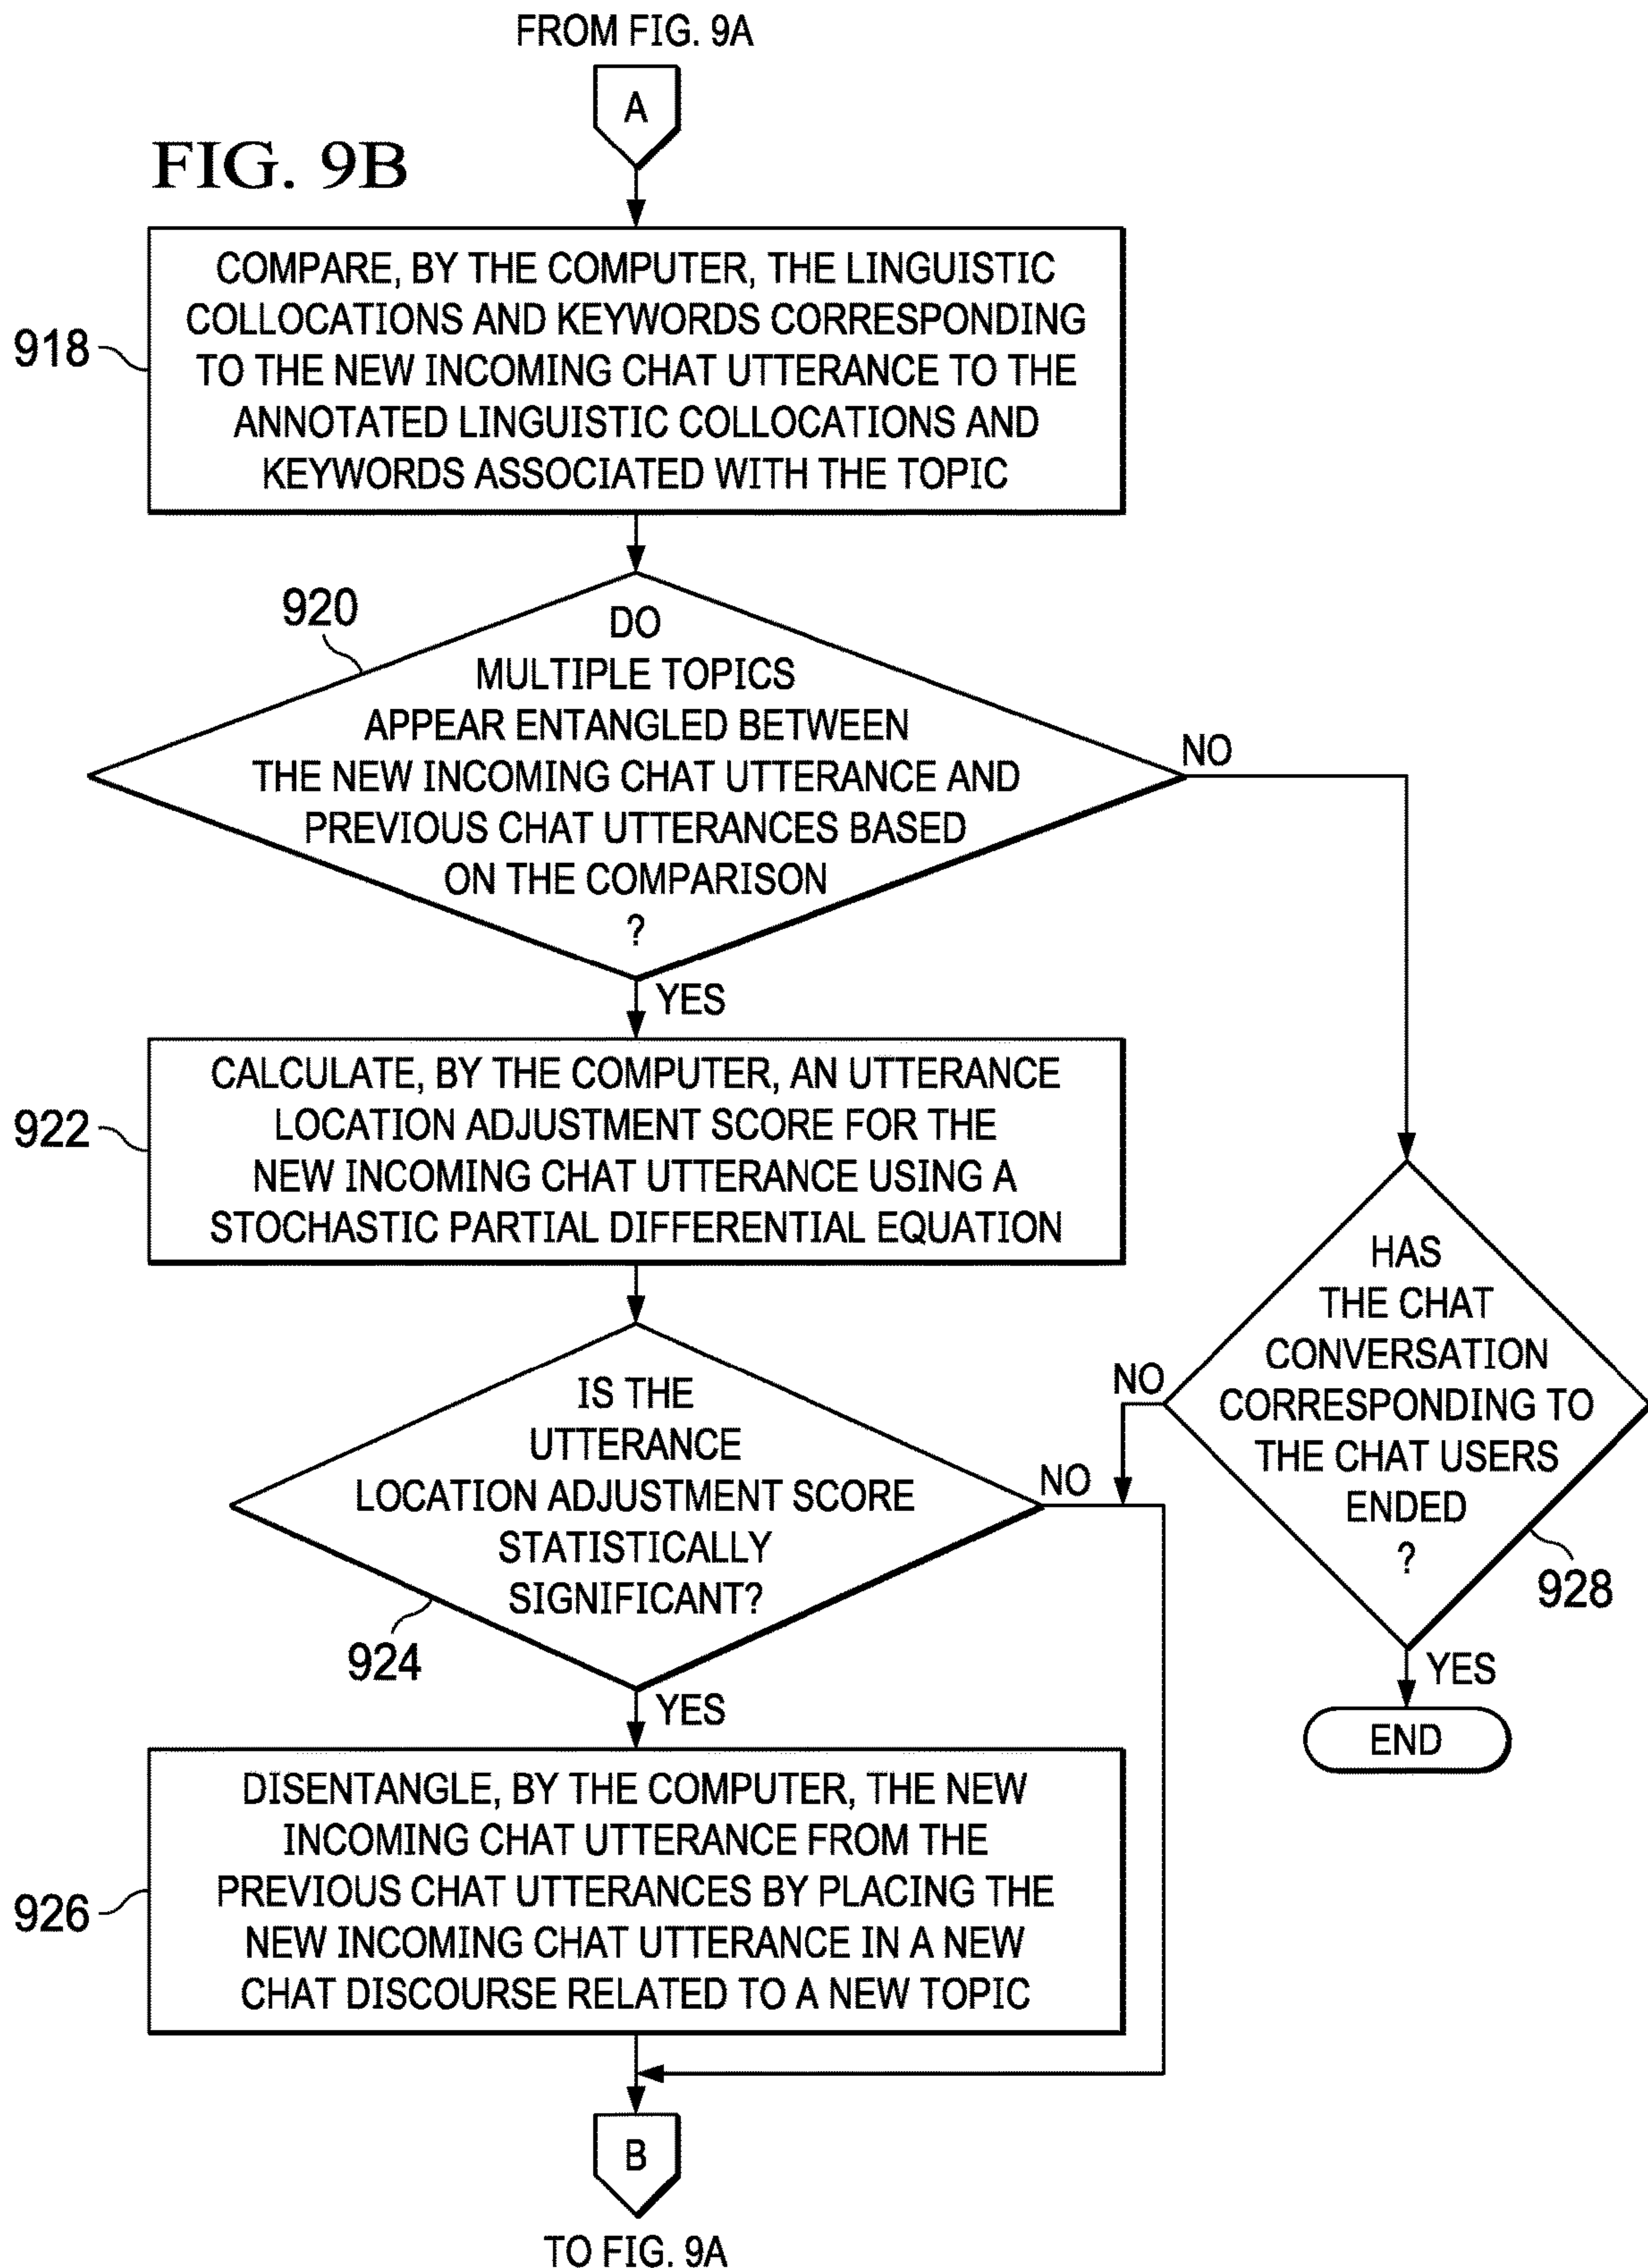 FROM FIG. 9A
A
FIG. 9B
COMPARE, BY THE COMPUTER, THE LINGUISTIC
COLLOCATIONS AND KEYWORDS CORRESPONDING
TO THE NEW INCOMING CHAT UTTERANCE TO THE
ANNOTATED LINGUISTIC COLLOCATIONS AND
KEYWORDS ASSOCIATED WITH THE TOPIC
918
920
DO
MULTIPLE TOPICS
APPEAR ENTANGLED BETWEEN
THE NEW INCOMING CHAT UTTERANCE AND
PREVIOUS CHAT UTTERANCES BASED
ON THE COMPARISON
?
NO
YES
CALCULATE, BY THE COMPUTER, AN UTTERANCE
LOCATION ADJUSTMENT SCORE FOR THE
NEW INCOMING CHAT UTTERANCE USING A
STOCHASTIC PARTIAL DIFFERENTIAL EQUATION
922
IS THE
UTTERANCE
LOCATION ADJUSTMENT SCORE
STATISTICALLY
SIGNIFICANT?
924
NO
YES
HAS
THE CHAT
CONVERSATION
CORRESPONDING TO
THE CHAT USERS
ENDED
?
928
NO
YES
END
DISENTANGLE, BY THE COMPUTER, THE NEW
INCOMING CHAT UTTERANCE FROM THE
PREVIOUS CHAT UTTERANCES BY PLACING THE
NEW INCOMING CHAT UTTERANCE IN A NEW
CHAT DISCOURSE RELATED TO A NEW TOPIC
926
B
TO FIG. 9A